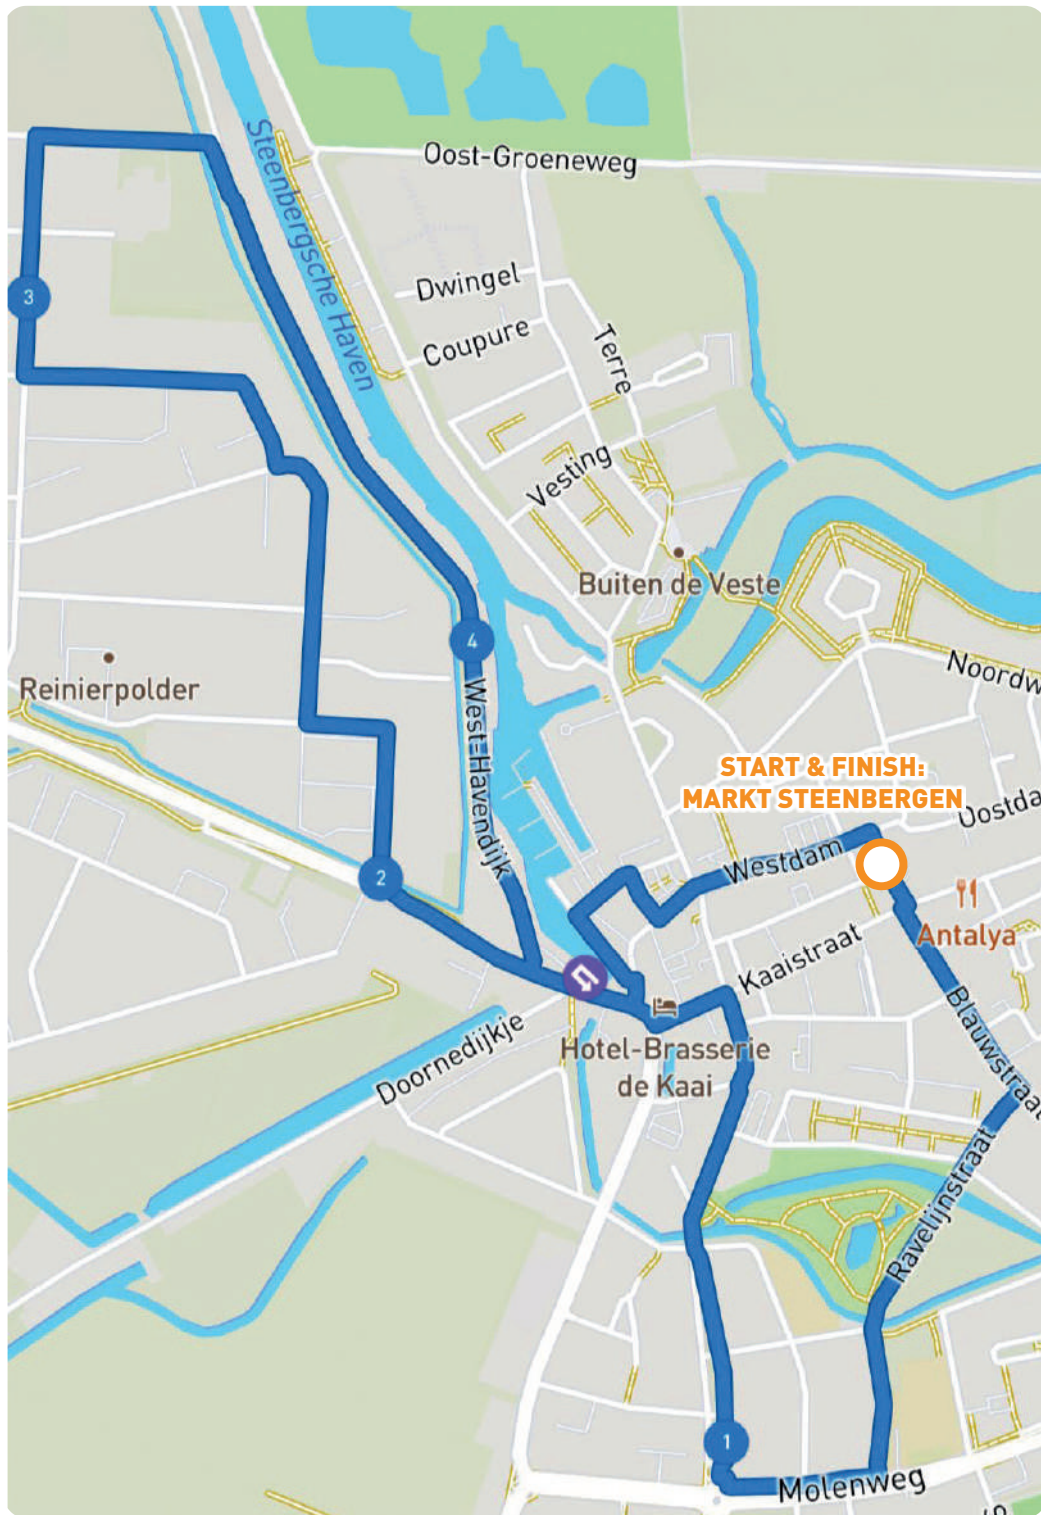 Oost-Groeneweg
Steenbergsche Haven
Dwingel
Coupure
Terre
3
Vesting
Buiten de Veste
4
Noordw
Reinierpolder
West-Havendijk
START & FINISH:
MARKT STEENBERGEN
Oostda
Westdam
2
Antalya
Kaaistraat
Blauwstraat
Hotel-Brasserie
de Kaai
Doornedijkje
Ravelijnstraat
1
Molenweg